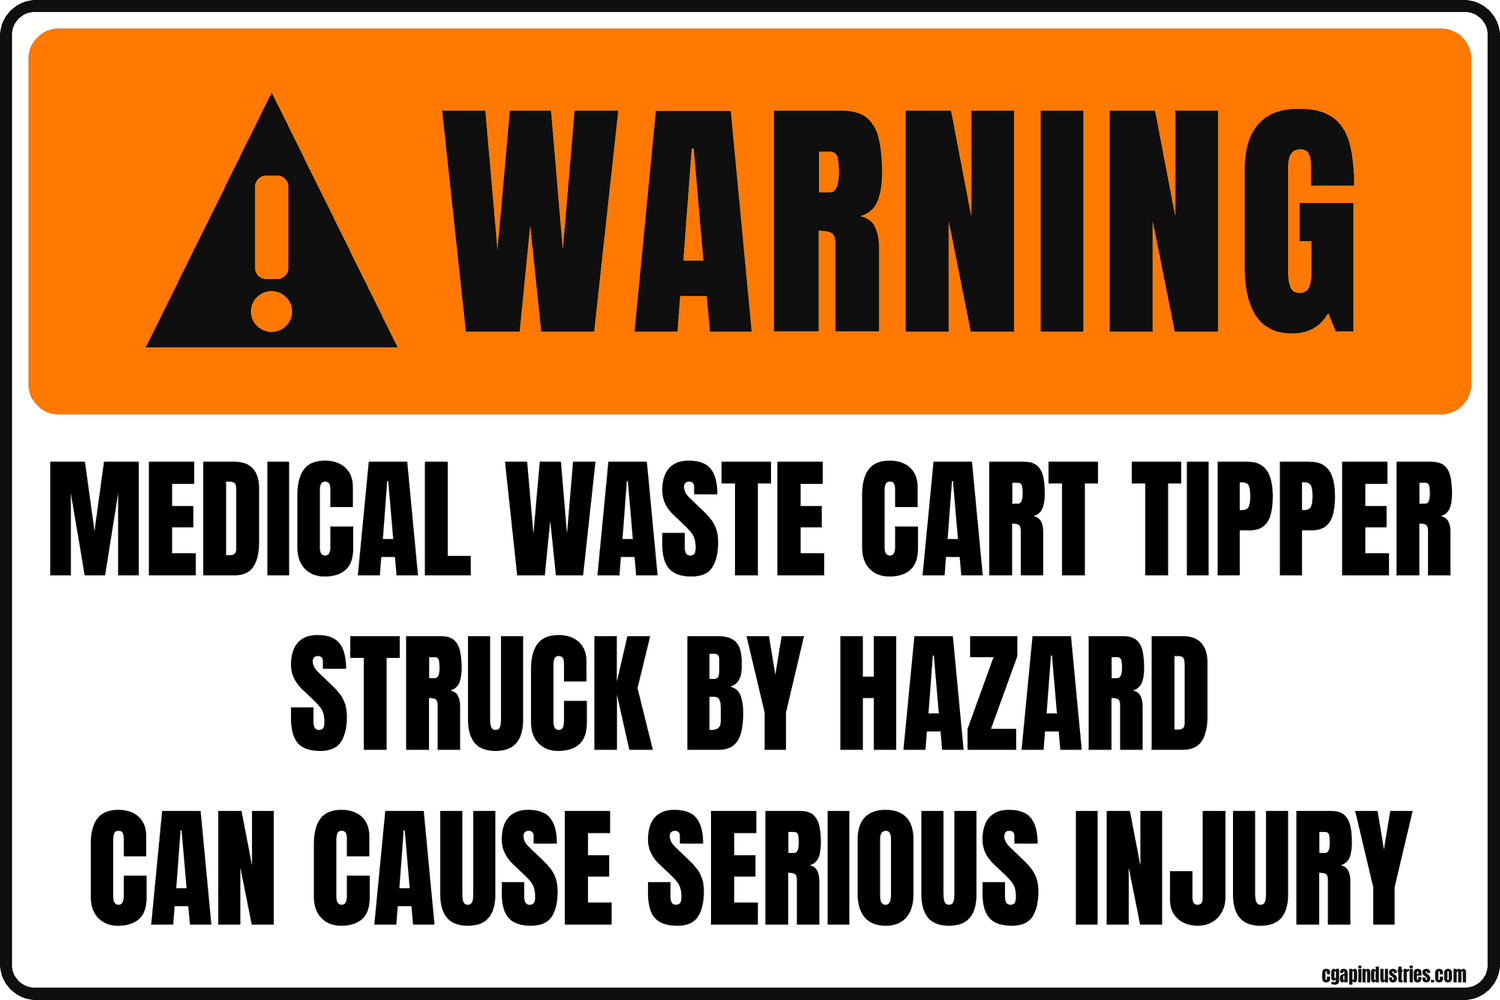 WARNING
MEDICAL WASTE CART TIPPER
STRUCK BY HAZARD
CAN CAUSE SERIOUS INJURY
cgapindustries.com